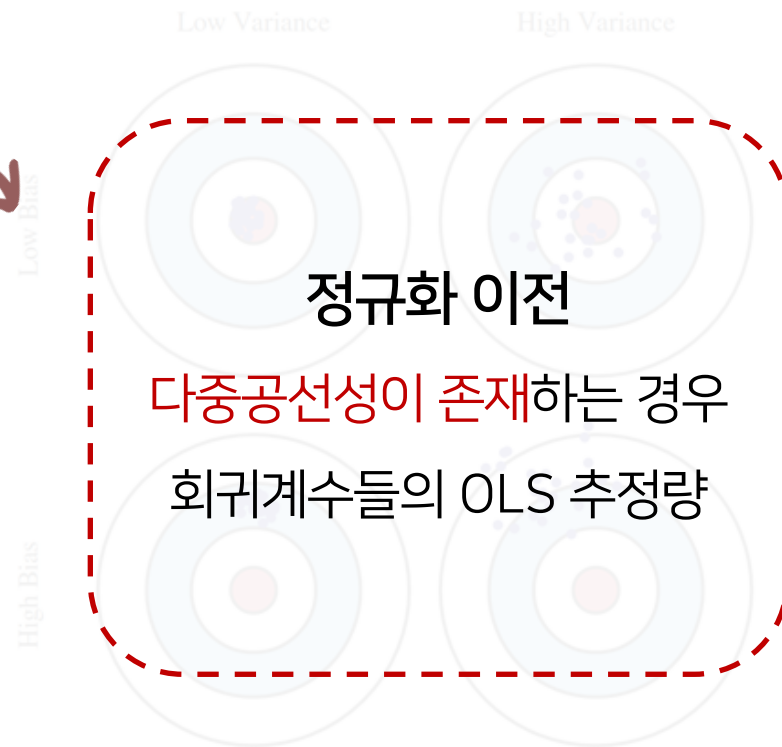 Low Variance
High Variance
Low Bias
정규화 이전
다중공선성이 존재하는 경우
회귀계수들의 OLS 추정량
High Bias